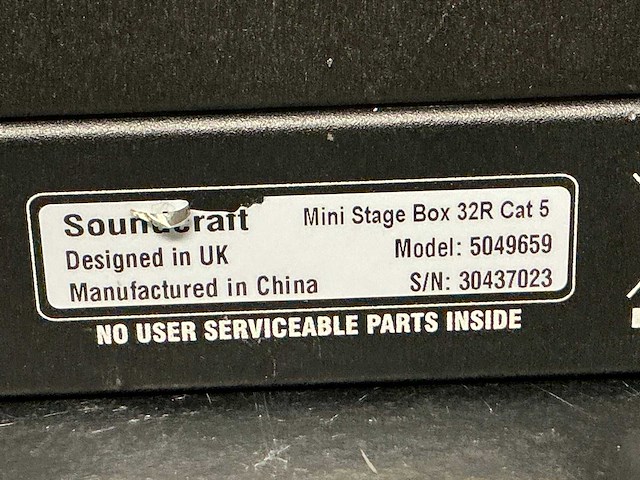 Soundcraft
Mini Stage Box 32R Cat 5
Designed in UK
Model: 5049659
Manufactured in China
S/N: 30437023
NO USER SERVICEABLE PARTS INSIDE